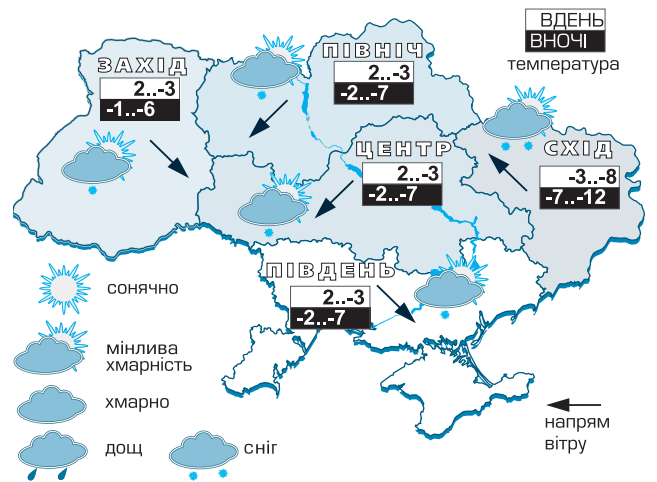 ВДЕНЬ
ВНОЧІ
температура
ПІВНІЧ
2..-3
-2..-7
ЗАХІД
2..-3
-1..-6
ЦЕНТР
2..-3
-2..-7
СХІД
-3..-8
-7..-12
ПІВДЕНЬ
2..-3
-2..-7
сонячно
мінлива
хмарність
хмарно
дощ
сніг
напрям
вітру